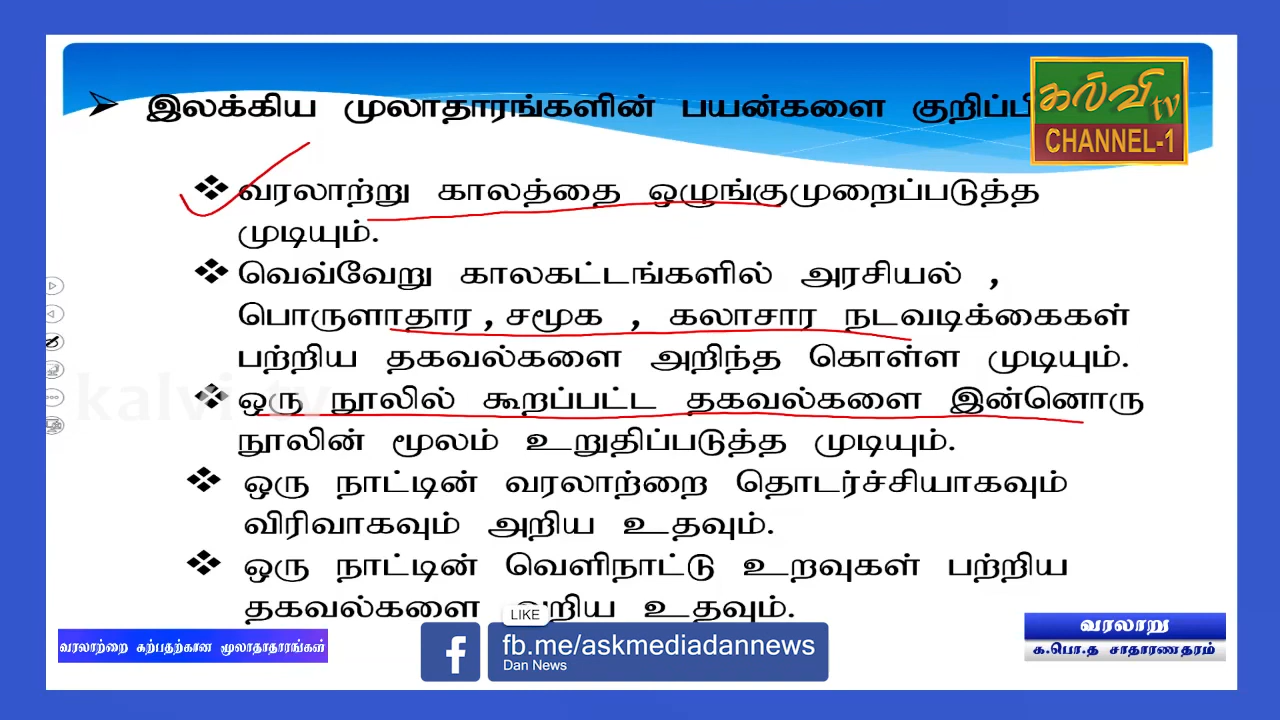 இலக்கிய முலாதாரங்களின் பயன்களை
கல்வி tv
CHANNEL-1
வரலாற்று காலத்தை ஒழுங்குமுறைப்படுத்த
முடியும்.
வெவ்வேறு காலகட்டங்களில் அரசியல் ,
பொருளாதார , சமூக , கலாசார நடவடிக்கைகள்
பற்றிய தகவல்களை அறிந்த கொள்ள முடியும்.
kalvi tv
ஒரு நூலில் கூறப்பட்ட தகவல்களை இன்னொரு
நூலின் மூலம் உறுதிப்படுத்த முடியும்.
ஒரு நாட்டின் வரலாற்றை தொடர்ச்சியாகவும்
விரிவாகவும் அறிய உதவும்.
ஒரு நாட்டின் வெளிநாட்டு உறவுகள் பற்றிய
தகவல்களை அறிய உதவும்.
LIKE
f fb.me/askmediadannews
Dan News
வரலாற்றை கற்பதற்கான மூலாதாதாரங்கள்
வரலாறு
க.பொ.த சாதாரணதரம்